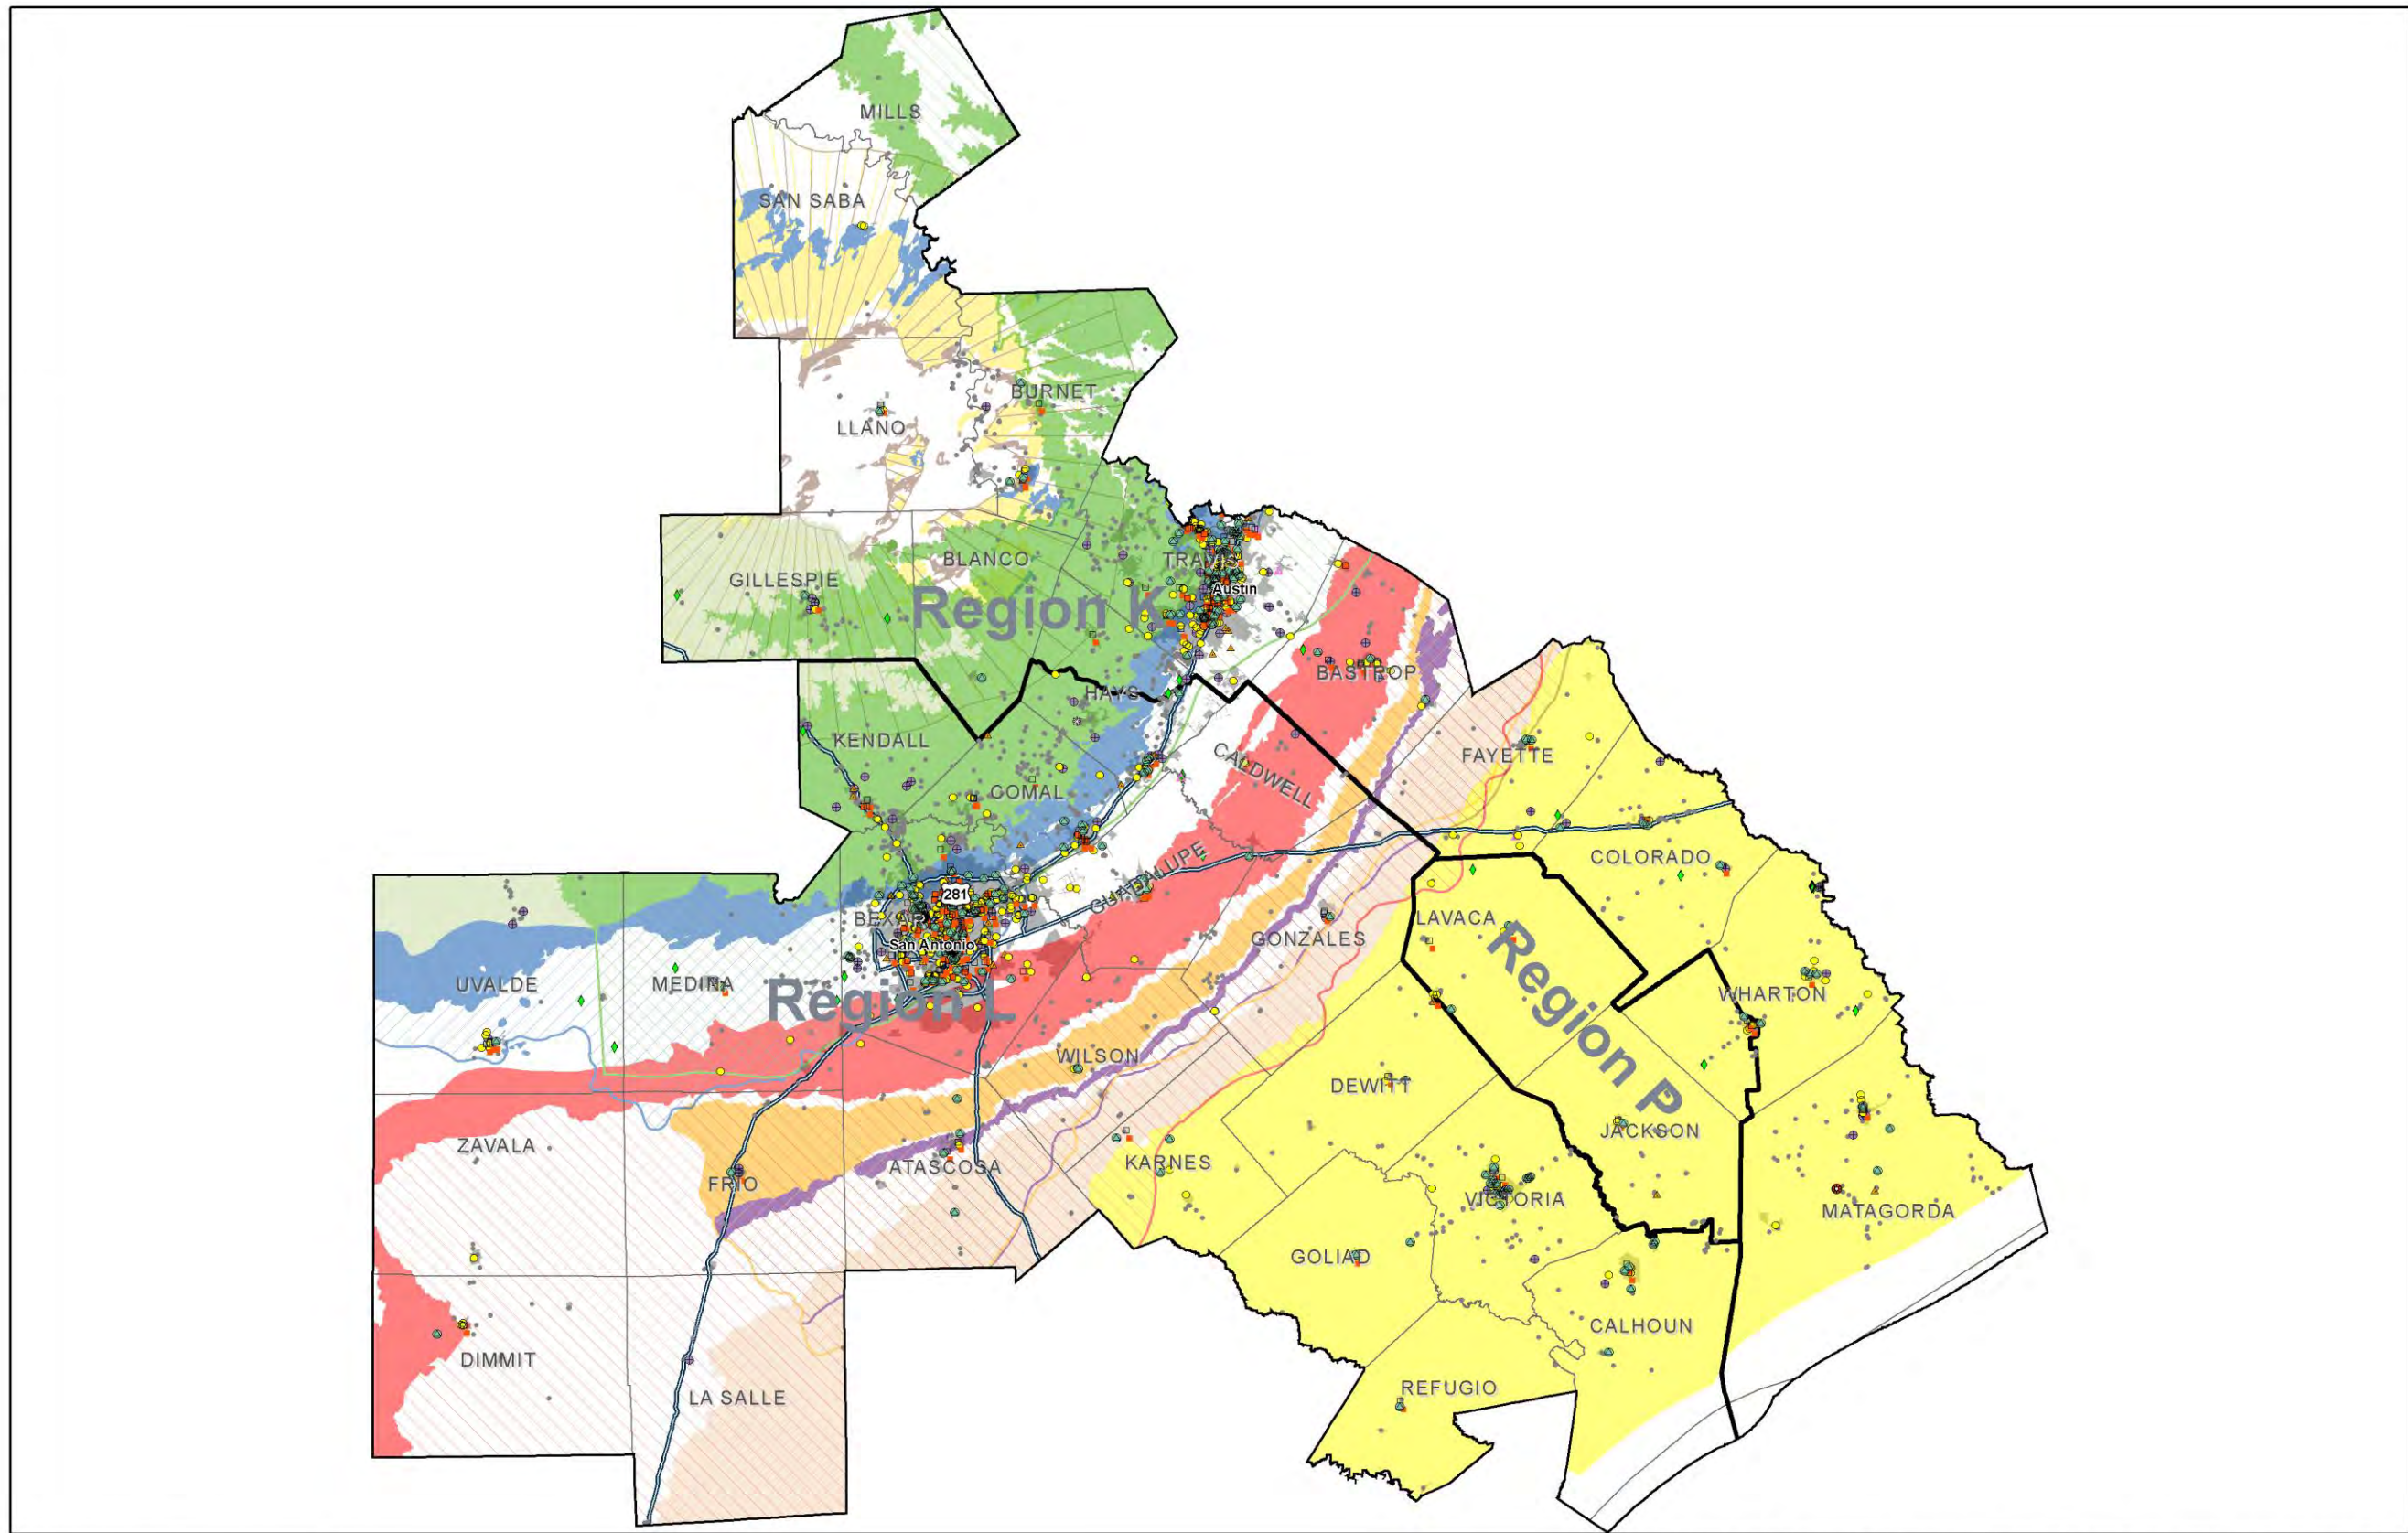 MILLS
SAN SABA
BURNET
LLANO
BLANCO
TRAVIS
GILLESPIE
Austin
Region K
BASTROP
HAYS
KENDALL
FAYETTE
CALDWELL
COMAL
COLORADO
GUADALUPE
281
BEXAR
LAVACA
San Antonio
GONZALES
UVALDE
MEDINA
Region L
Region P
WHARTON
WILSON
DEWITT
JACKSON
ZAVALA
ATASCOSA
KARNES
FRIO
VICTORIA
MATAGORDA
GOLIAD
CALHOUN
DIMMIT
REFUGIO
LA SALLE